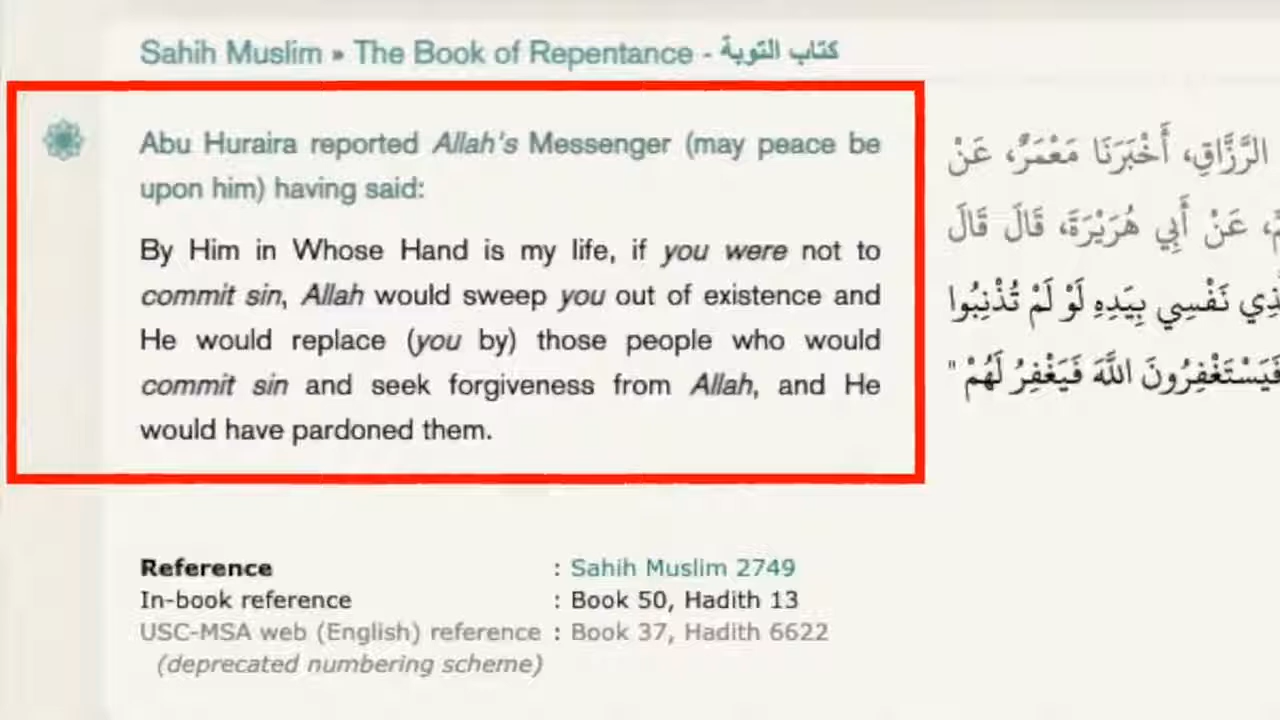 Sahih Muslim » The Book of Repentance - كتاب التوبة
Abu Huraira reported Allah's Messenger (may peace be
upon him) having said:
By Him in Whose Hand is my life, if you were not to
commit sin, Allah would sweep you out of existence and
He would replace (you by) those people who would
commit sin and seek forgiveness from Allah, and He
would have pardoned them.
الرَّزَّاقِ، أَخْبَرَنَا مَعْمَرٌ، عَنْ
عَنْ أَبِي هُرَيْرَةَ، قَالَ قَالَ
نَفْسِي بِيَدِهِ لَوْ لَمْ تُذْنِبُوا
فَيَسْتَغْفِرُونَ اللَّهَ فَيَغْفِرُ لَهُمْ "
Reference : Sahih Muslim 2749
In-book reference : Book 50, Hadith 13
USC-MSA web (English) reference : Book 37, Hadith 6622
(deprecated numbering scheme)